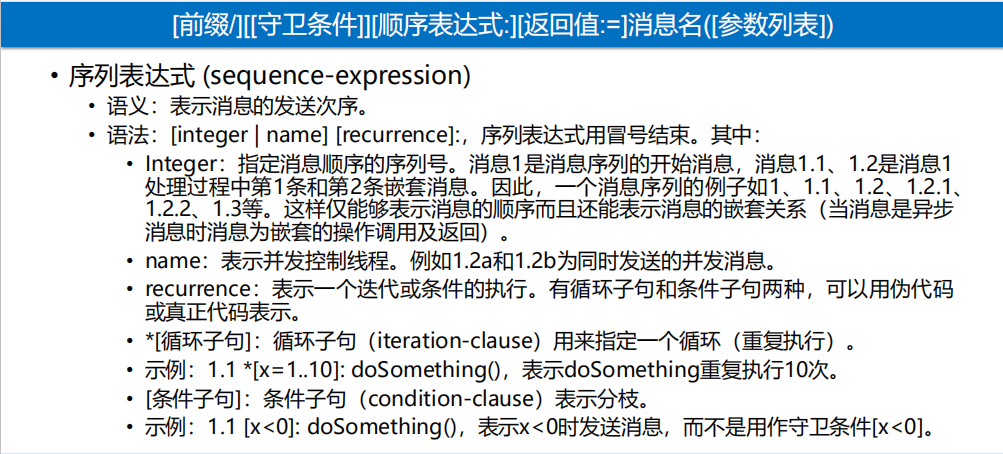 [前缀/][[守卫条件]][顺序表达式:][返回值:=]消息名([参数列表])
• 序列表达式 (sequence-expression)
• 语义：表示消息的发送次序。
• 语法：[integer | name] [recurrence]:，序列表达式用冒号结束。其中：
• Integer：指定消息顺序的序列号。消息1是消息序列的开始消息，消息1.1、1.2是消息1
处理过程中第1条和第2条嵌套消息。因此，一个消息序列的例子如1、1.1、1.2、1.2.1、
1.2.2、1.3等。这样仅能够表示消息的顺序而且还能表示消息的嵌套关系（当消息是异步
消息时消息为嵌套的操作调用及返回）。
• name：表示并发控制线程。例如1.2a和1.2b为同时发送的并发消息。
• recurrence：表示一个迭代或条件的执行。有循环子句和条件子句两种，可以用伪代码
或真正代码表示。
• *[循环子句]：循环子句（iteration-clause）用来指定一个循环（重复执行）。
• 示例：1.1 *[x=1..10]: doSomething()，表示doSomething重复执行10次。
• [条件子句]：条件子句（condition-clause）表示分枝。
• 示例：1.1 [x<0]: doSomething()，表示x<0时发送消息，而不是用作守卫条件[x<0]。